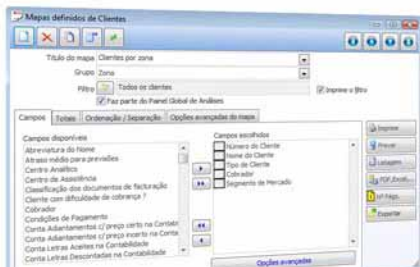 Mapas definidos de Clientes
Título do mapa Clientes por zona
Grupo Zona
Filtro Todos os clientes Imprime o filtro
Faz parte do Painel Global de Análises
Campos Totais Ordenação / Separação Opções avançadas do mapa
Campos disponíveis
Abreviatura do Nome
Atraso médio para previsões
Centro Analítico
Centro de Assistência
Classificação dos documentos de facturação
Cliente com dificuldade de cobrança ?
Cobrador
Condições de Pagamento
Conta Adiantamentos c/ preço certo na Contabi
Conta Adiantamentos c/ preço incerto na Conta
Conta Letras Aceites na Contabilidade
Conta Letras Descontadas na Contabilidade
Campos escolhidos
Número do Cliente
Nome do Cliente
Tipo de Cliente
Cobrador
Segmento de Mercado
Opções avançadas
Imprimir
Prever
Listagem
PDF,Excel,...
Nº Págs.
Exportar